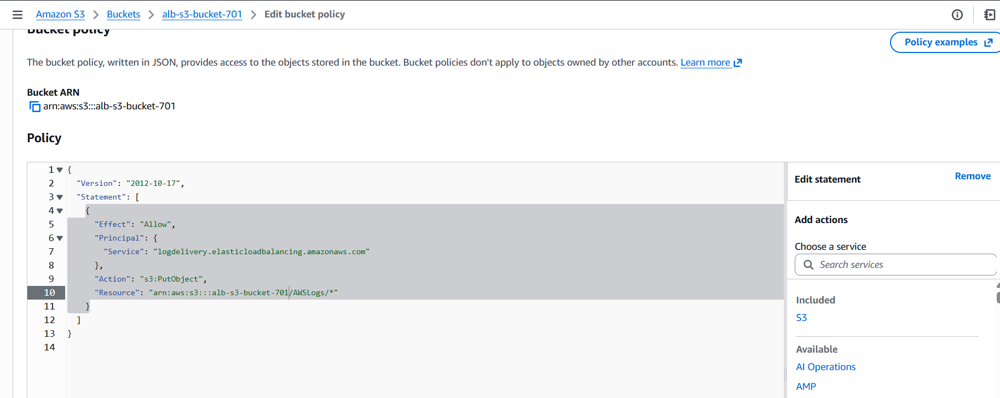 Amazon S3 > Buckets > alb-s3-bucket-701 > Edit bucket policy
Bucket policy
Policy examples
The bucket policy, written in JSON, provides access to the objects stored in the bucket. Bucket policies don't apply to objects owned by other accounts. Learn more
Bucket ARN
arn:aws:s3:::alb-s3-bucket-701
Policy
1 {
2 "Version": "2012-10-17",
3 "Statement": [
4 {
5 "Effect": "Allow",
6 "Principal": {
7 "Service": "logdelivery.elasticloadbalancing.amazonaws.com"
8 },
9 "Action": "s3:PutObject",
10 "Resource": "arn:aws:s3:::alb-s3-bucket-701/AWSLogs/*"
11 }
12 ]
13 }
14
Edit statement
Remove
Add actions
Choose a service
Search services
Included
S3
Available
AI Operations
AMP